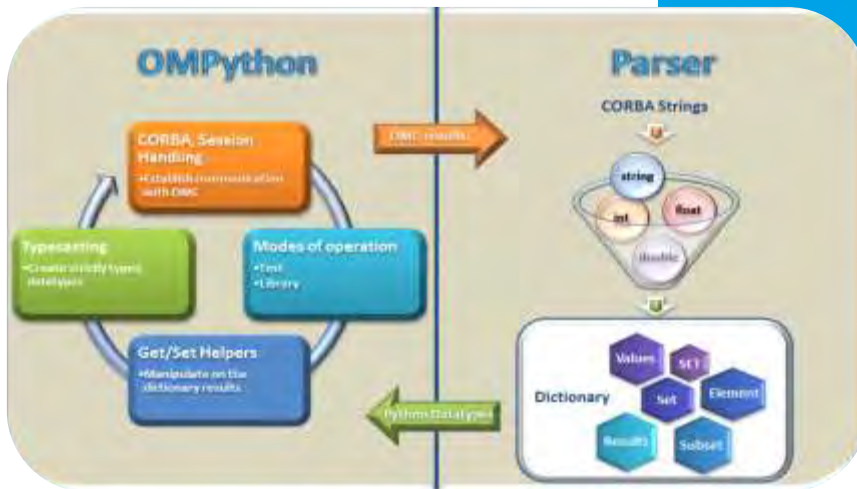 OMPython
CORBA, Session
Handling
•Establish communication
with OMC
Typecasting
•Create strictly typed
datatypes
Modes of operation
•Test
•Library
Get/Set Helpers
•Manipulate on the
dictionary results
OMC results
Python Datatypes
Parser
CORBA Strings
string
int
float
double
Dictionary
Values
SET
Set
Element
Results
Subset